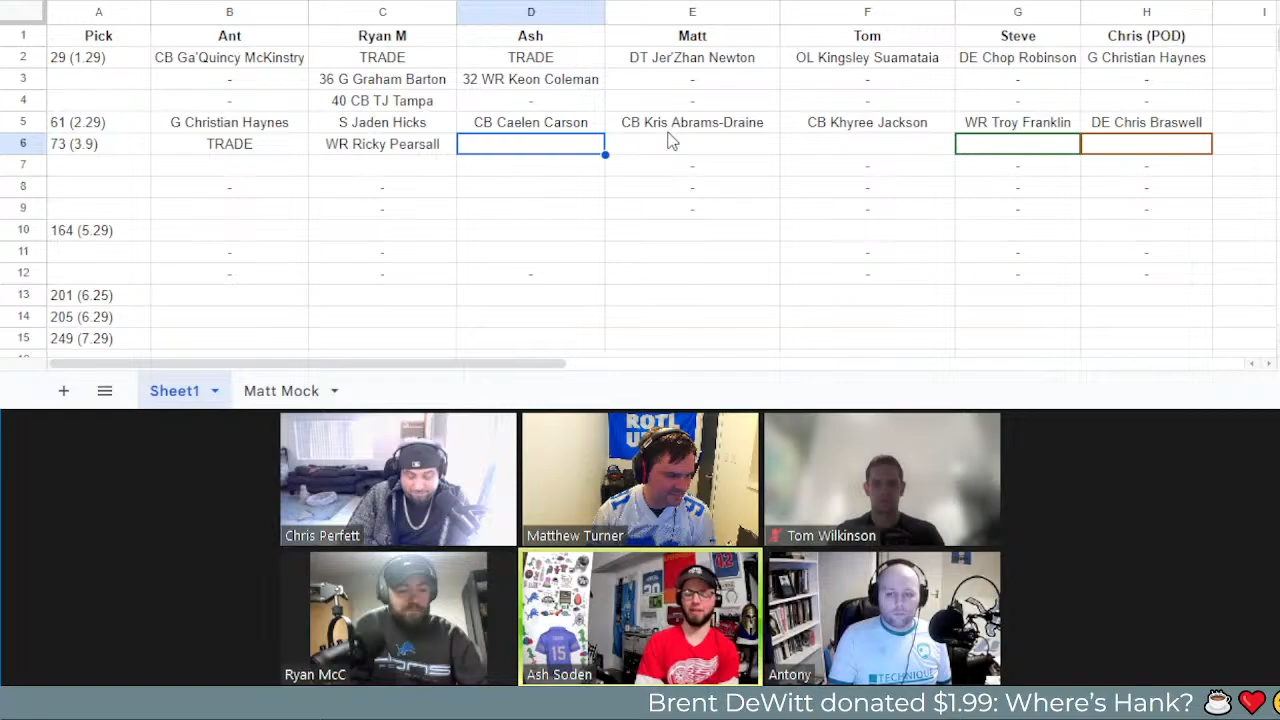 A B C D E F G H I
1 Pick Ant Ryan M Ash Matt Tom Steve Chris (POD)
2 29 (1.29) CB Ga'Quincy McKinstry TRADE TRADE DT Jer'Zhan Newton OL Kingsley Suamataia DE Chop Robinson G Christian Haynes
3 - 36 G Graham Barton 32 WR Keon Coleman - - - -
4 - 40 CB TJ Tampa - - - - -
5 61 (2.29) G Christian Haynes S Jaden Hicks CB Caelen Carson CB Kris Abrams-Draine CB Khyree Jackson WR Troy Franklin DE Chris Braswell
6 73 (3.9) TRADE WR Ricky Pearsall
7 - - - -
8 - - - - - -
9 - - - - -
10 164 (5.29)
11 - - - - -
12 - - - - - -
13 201 (6.25)
14 205 (6.29)
15 249 (7.29)
+ Sheet1 Matt Mock
ROTL
U
Chris Perfett
Matthew Turner
Tom Wilkinson
42
15
Ryan McC
Ash Soden
TECHNIQUE
Antony
Brent DeWitt donated $1.99: Where's Hank? ☕❤️